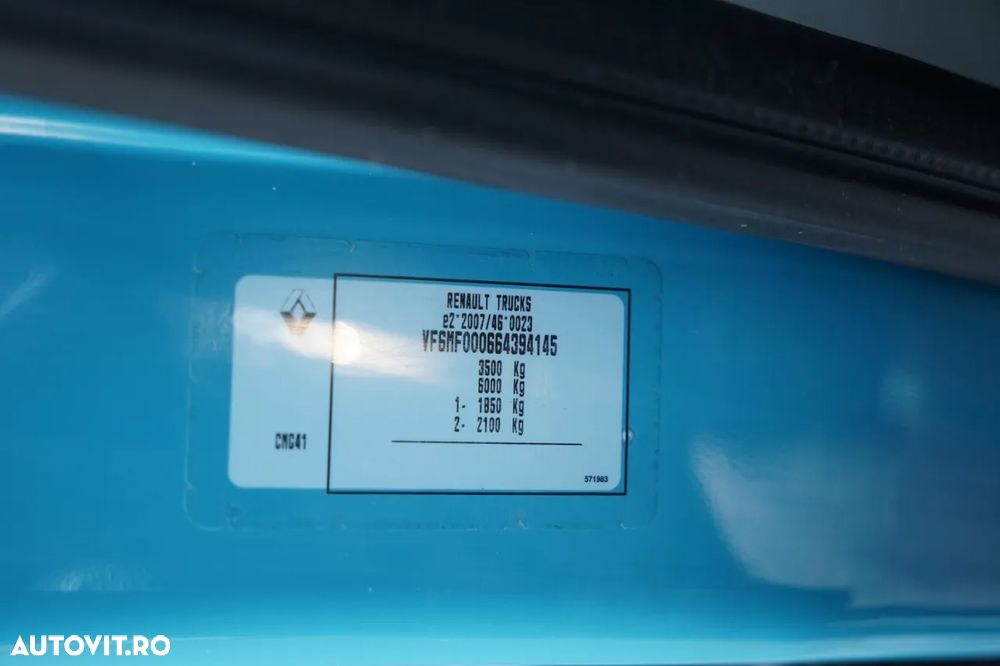 RENAULT TRUCKS
e2*2007/46*0023
VF6MF000664394145
3500 Kg
6000 Kg
1- 1850 Kg
2- 2100 Kg
CMG41
571983
AUTOVIT.RO